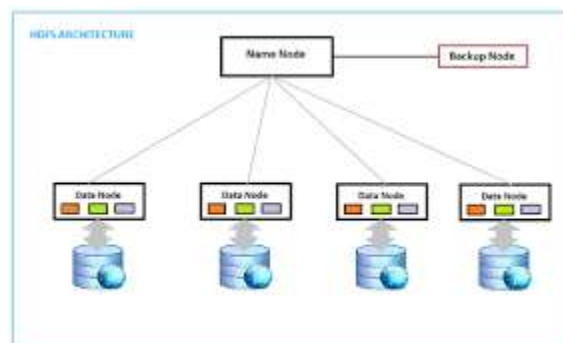 HDFS ARCHITECTURE
Name Node
Backup Node
Data Node
Data Node
Data Node
Data Node